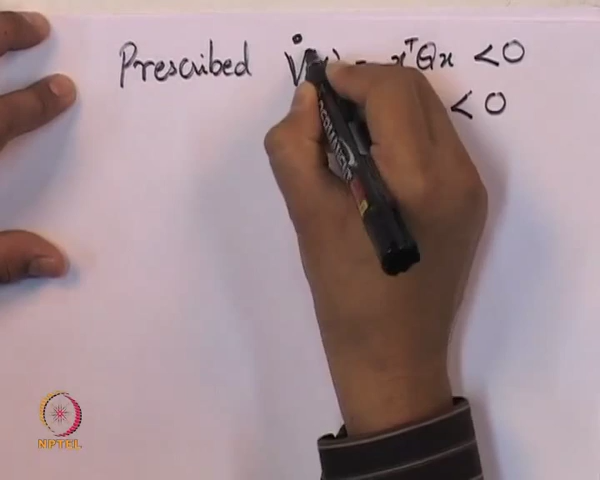 Prescribed V̇(x) = - xᵀQx < 0
< 0
NPTEL